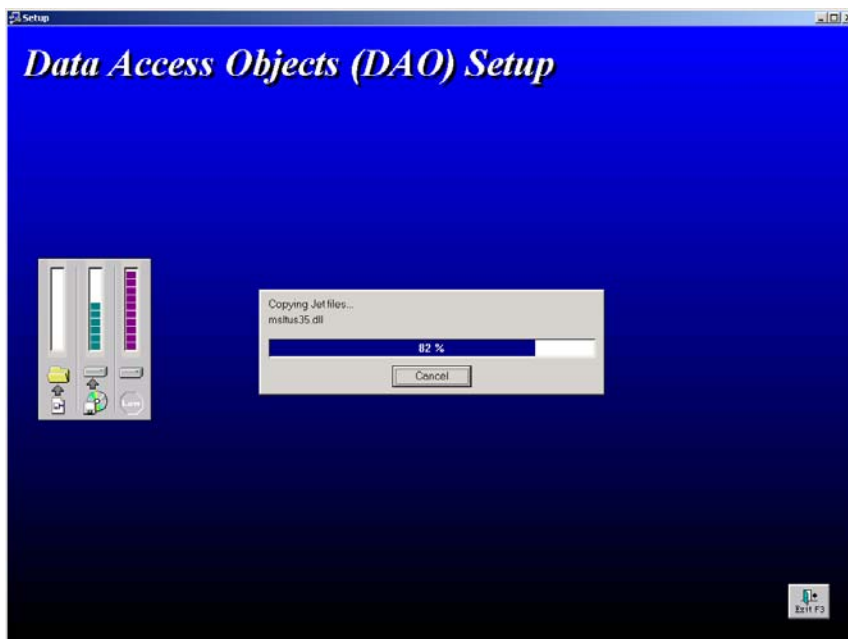 Setup
Data Access Objects (DAO) Setup
Copying Jet files...
msltus35.dll
82 %
Cancel
Exit F3